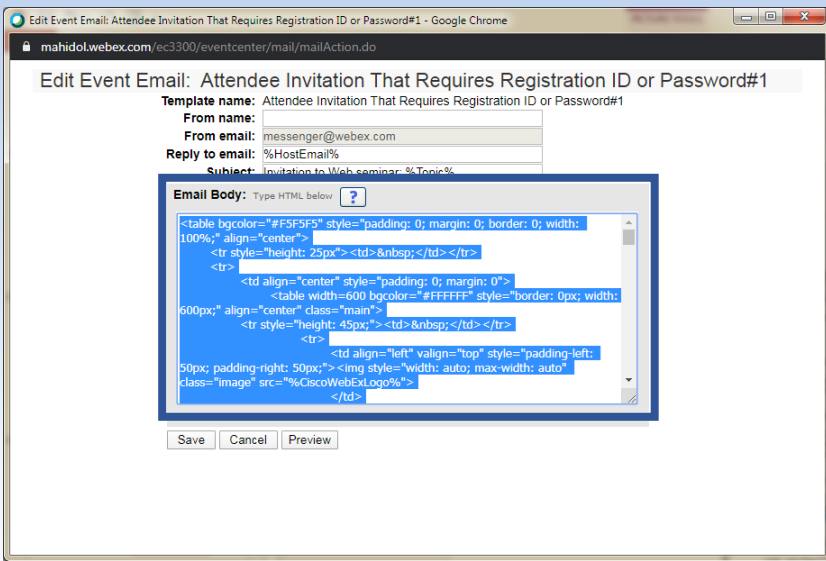 Edit Event Email: Attendee Invitation That Requires Registration ID or Password#1 - Google Chrome
mahidol.webex.com/ec3300/eventcenter/mail/mailAction.do
Edit Event Email: Attendee Invitation That Requires Registration ID or Password#1
Template name: Attendee Invitation That Requires Registration ID or Password#1
From name:
From email: messenger@webex.com
Reply to email: %HostEmail%
Subject: Invitation to Web seminar: %Topic%
Email Body: Type HTML below ?
<table bgcolor="#F5F5F5" style="padding: 0; margin: 0; border: 0; width:
100%;" align="center">
<tr style="height: 25px"><td>&nbsp;</td></tr>
<tr>
<td align="center" style="padding: 0; margin: 0">
<table width=600 bgcolor="#FFFFFF" style="border: 0px; width:
600px;" align="center" class="main">
<tr style="height: 45px;"><td>&nbsp;</td></tr>
<tr>
<td align="left" valign="top" style="padding-left:
50px; padding-right: 50px;"><img style="width: auto; max-width: auto"
class="image" src="%CiscoWebExLogo%">
</td>
Save Cancel Preview